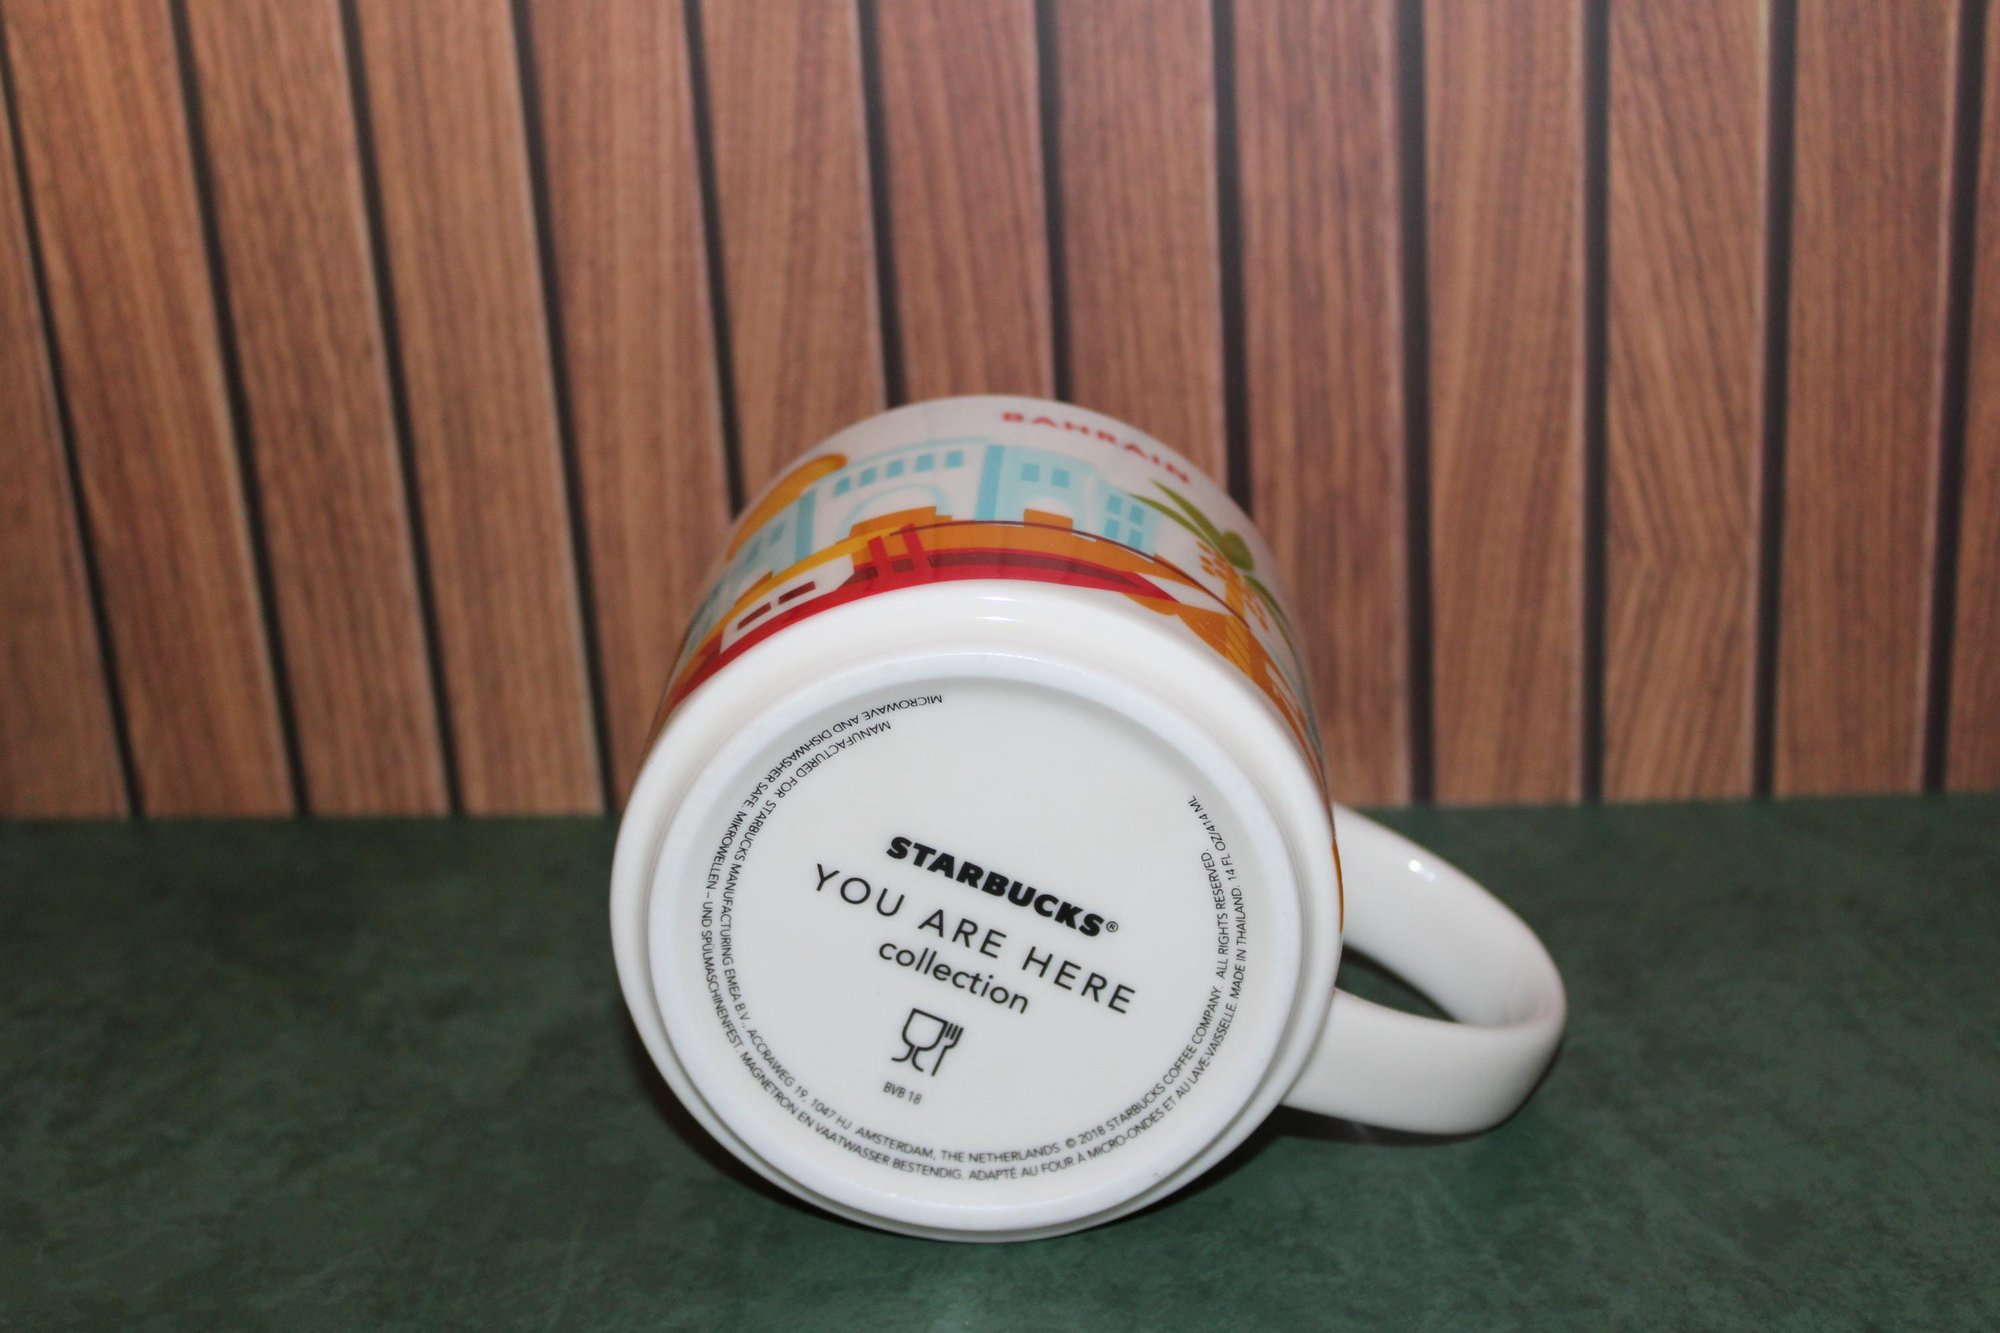 BAHRAIN
STARBUCKS®
YOU ARE HERE
collection
BVB 18
MICROWAVE AND DISHWASHER SAFE. MIKROWELLEN - UND SPÜLMASCHINENFEST. MAGNETRON EN VAATWASSER BESTENDIG. ADAPTÉ AU FOUR À MICRO-ONDES ET AU LAVE-VAISSELLE. MADE IN THAILAND. 14 FL OZ/414 ML
MANUFACTURED FOR STARBUCKS MANUFACTURING EMEA B.V. ACCRAWEG 19, 1047 HJ AMSTERDAM, THE NETHERLANDS. © 2018 STARBUCKS COFFEE COMPANY. ALL RIGHTS RESERVED.